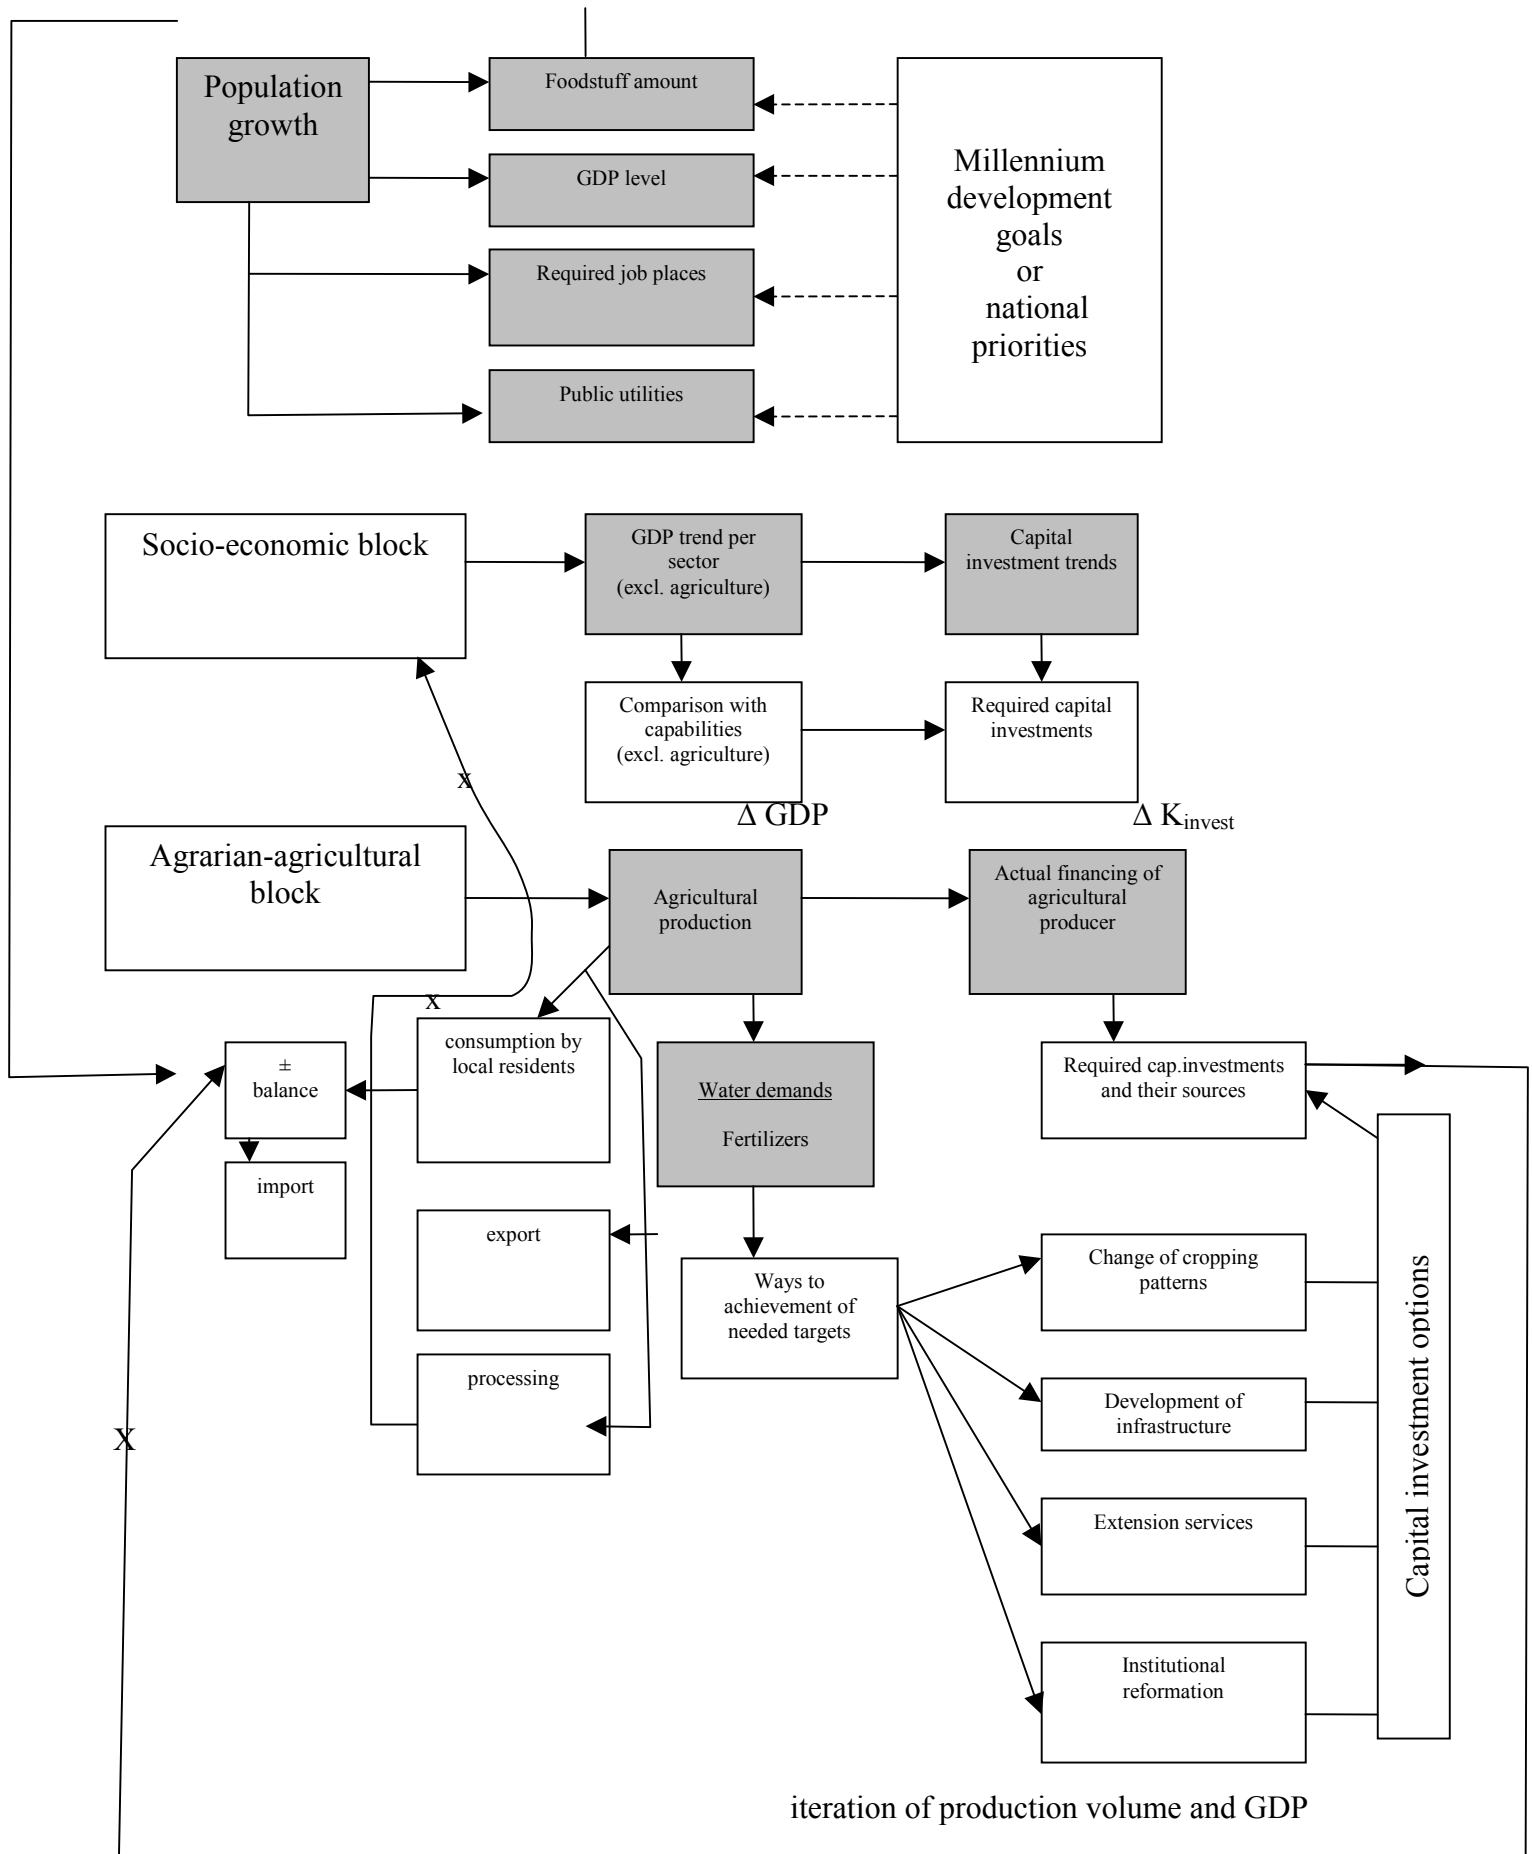 Population
growth
Foodstuff amount
GDP level
Required job places
Public utilities
Millennium
development
goals
or
national
priorities
Socio-economic block
GDP trend per
sector
(excl. agriculture)
Capital
investment trends
Comparison with
capabilities
(excl. agriculture)
Required capital
investments
x
Δ GDP
Δ Kinvest
Agrarian-agricultural
block
Agricultural
production
Actual financing of
agricultural
producer
x
consumption by
local residents
±
balance
import
Water demands
Fertilizers
Required cap.investments
and their sources
export
Ways to
achievement of
needed targets
processing
X
Change of cropping
patterns
Development of
infrastructure
Extension services
Institutional
reformation
Capital investment options
iteration of production volume and GDP